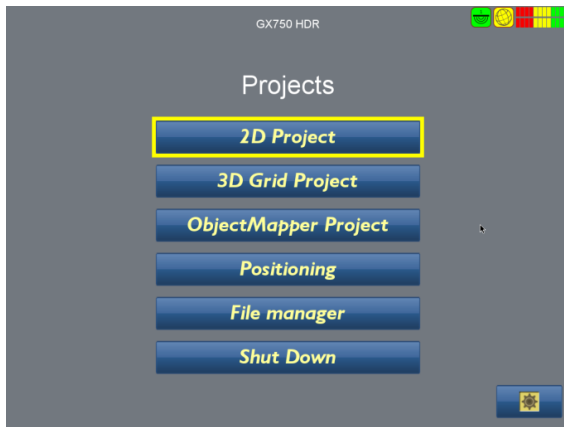 GX750 HDR
Projects
2D Project
3D Grid Project
ObjectMapper Project
Positioning
File manager
Shut Down